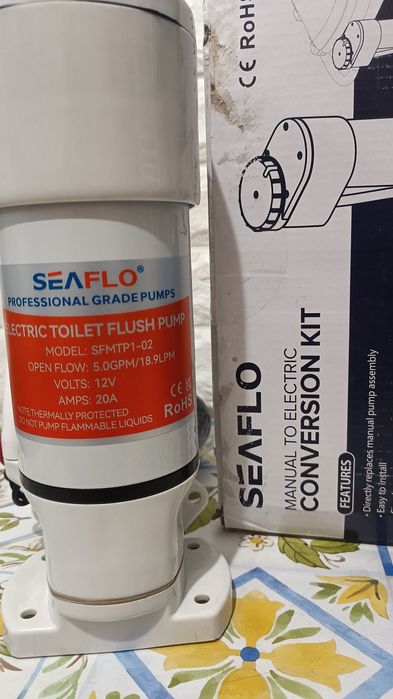 SEAFLO®
PROFESSIONAL GRADE PUMPS
ELECTRIC TOILET FLUSH PUMP
MODEL: SFMTP1-02
OPEN FLOW: 5.0GPM/18.9LPM
VOLTS: 12V
AMPS: 20A
CE
RoHS
NOTE:THERMALLY PROTECTED
DO NOT PUMP FLAMMABLE LIQUIDS
CE RoHS
SEAFLO®
MANUAL TO ELECTRIC
CONVERSION KIT
FEATURES
• Directly replaces manual pump assembly
• Easy to Install